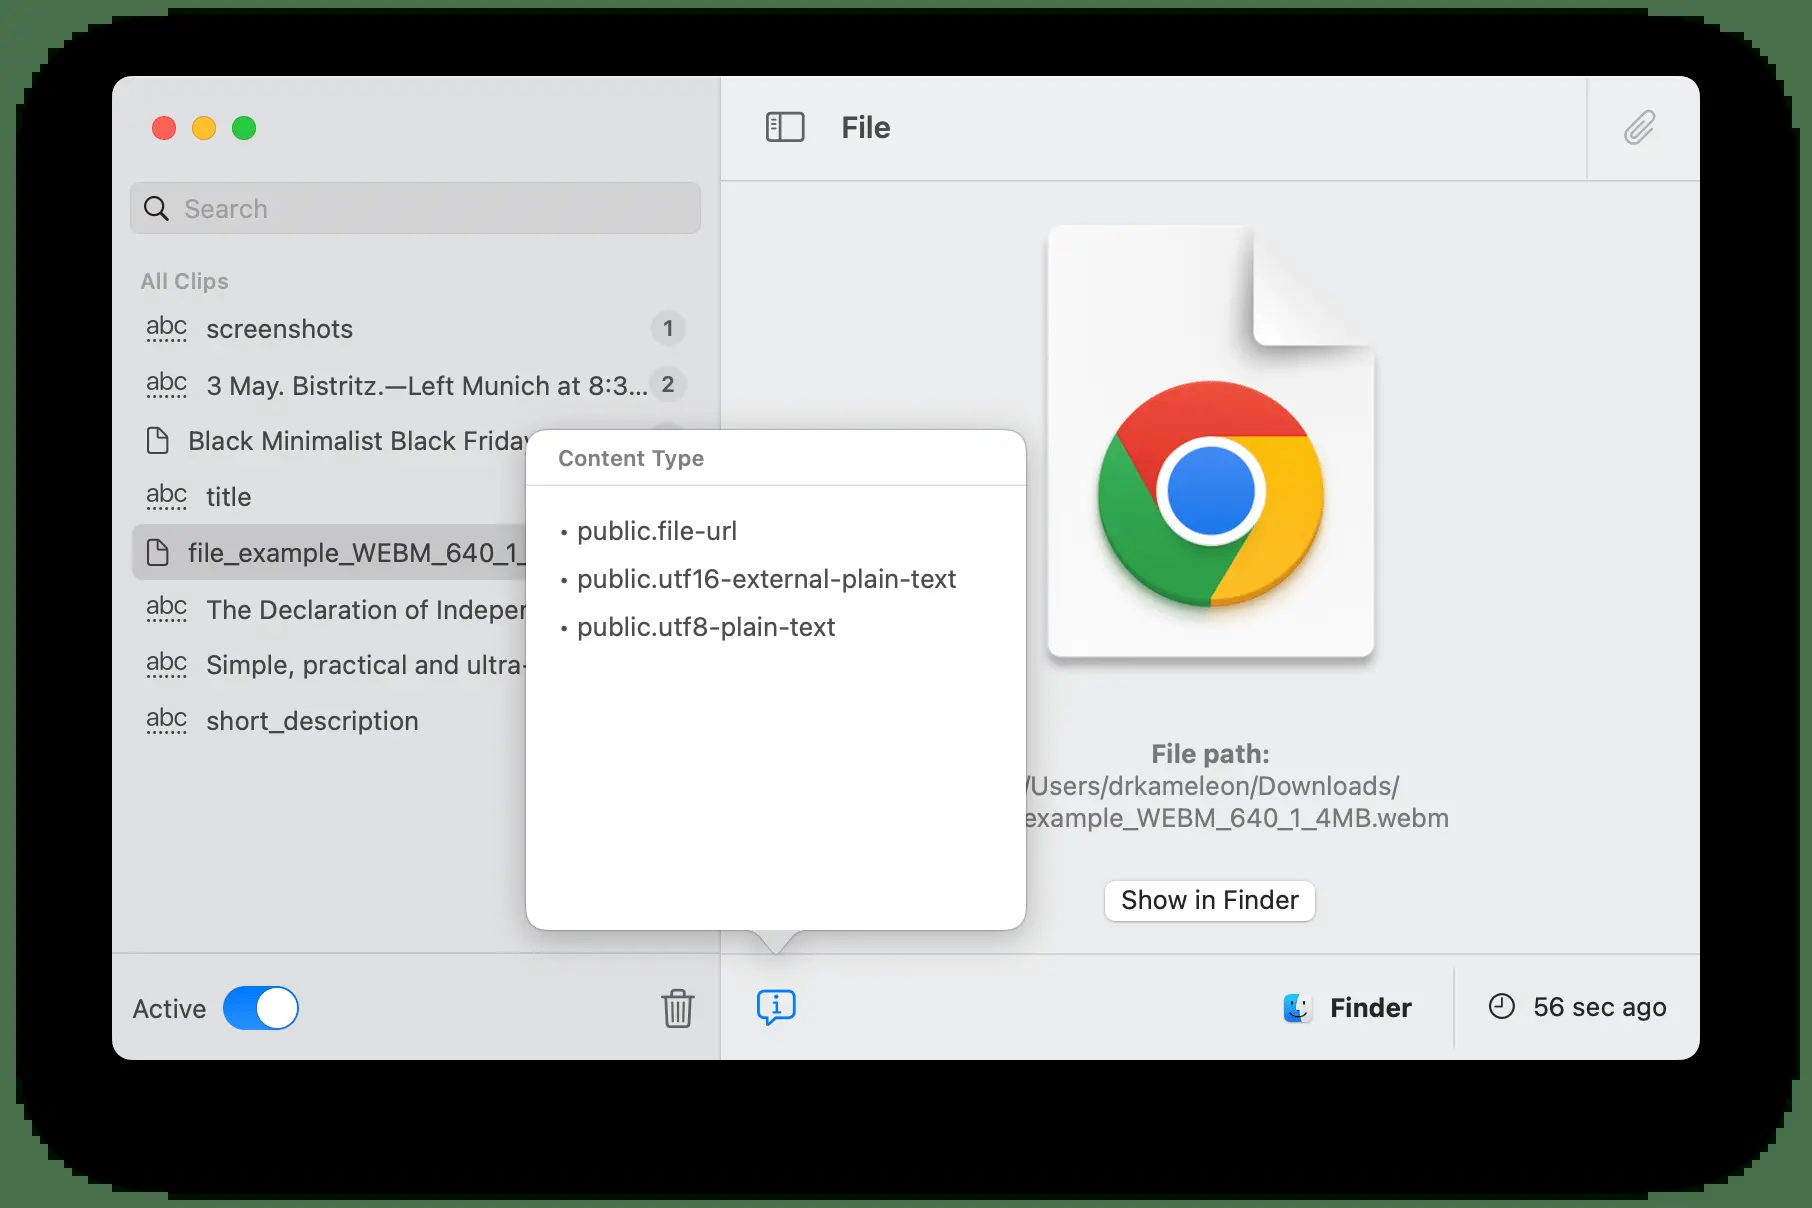 File
Search
All Clips
abc screenshots 1
abc 3 May. Bistritz.—Left Munich at 8:3... 2
Black Minimalist Black Friday
abc title
file_example_WEBM_640_1_
abc The Declaration of Indepen
abc Simple, practical and ultra-
abc short_description
Content Type
• public.file-url
• public.utf16-external-plain-text
• public.utf8-plain-text
File path:
/Users/drkameleon/Downloads/
example_WEBM_640_1_4MB.webm
Show in Finder
Active
Finder
56 sec ago